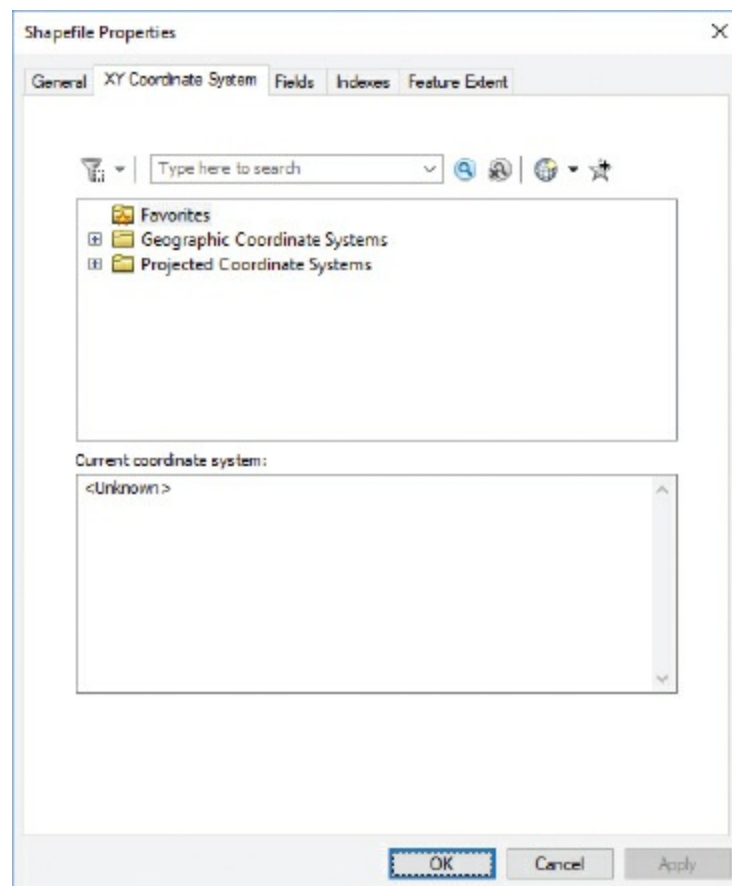 Shapefile Properties
General XY Coordinate System Fields Indexes Feature Extent
Type here to search
Favorites
Geographic Coordinate Systems
Projected Coordinate Systems
Current coordinate system:
<Unknown>
OK Cancel Apply